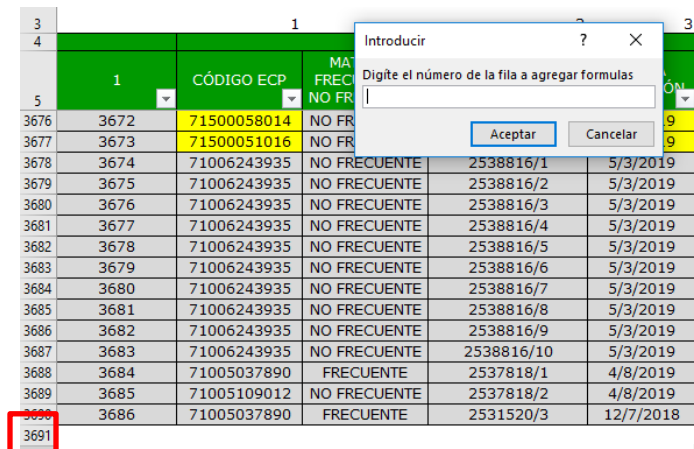 3 1 3
4
Introducir ?
Digíte el número de la fila a agregar formulas
Aceptar Cancelar
5 1 CÓDIGO ECP
3676 3672 71500058014 NO
3677 3673 71500051016 NO
3678 3674 71006243935 NO FRECUENTE 2538816/1 5/3/2019
3679 3675 71006243935 NO FRECUENTE 2538816/2 5/3/2019
3680 3676 71006243935 NO FRECUENTE 2538816/3 5/3/2019
3681 3677 71006243935 NO FRECUENTE 2538816/4 5/3/2019
3682 3678 71006243935 NO FRECUENTE 2538816/5 5/3/2019
3683 3679 71006243935 NO FRECUENTE 2538816/6 5/3/2019
3684 3680 71006243935 NO FRECUENTE 2538816/7 5/3/2019
3685 3681 71006243935 NO FRECUENTE 2538816/8 5/3/2019
3686 3682 71006243935 NO FRECUENTE 2538816/9 5/3/2019
3687 3683 71006243935 NO FRECUENTE 2538816/10 5/3/2019
3688 3684 71005037890 FRECUENTE 2537818/1 4/8/2019
3689 3685 71005109012 NO FRECUENTE 2537818/2 4/8/2019
3690 3686 71005037890 FRECUENTE 2531520/3 12/7/2018
3691